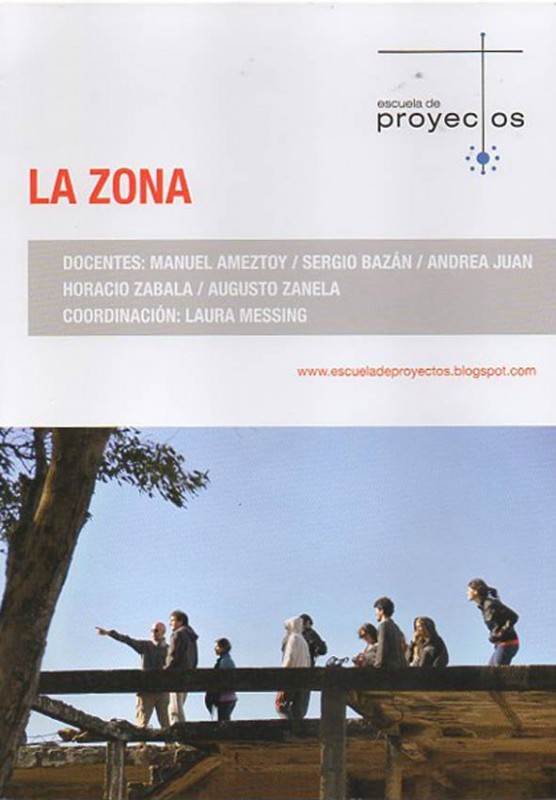 escuela de
proyectos
LA ZONA
DOCENTES: MANUEL AMEZTOY / SERGIO BAZÁN / ANDREA JUAN
HORACIO ZABALA / AUGUSTO ZANELA
COORDINACIÓN: LAURA MESSING
www.escueladeproyectos.blogspot.com